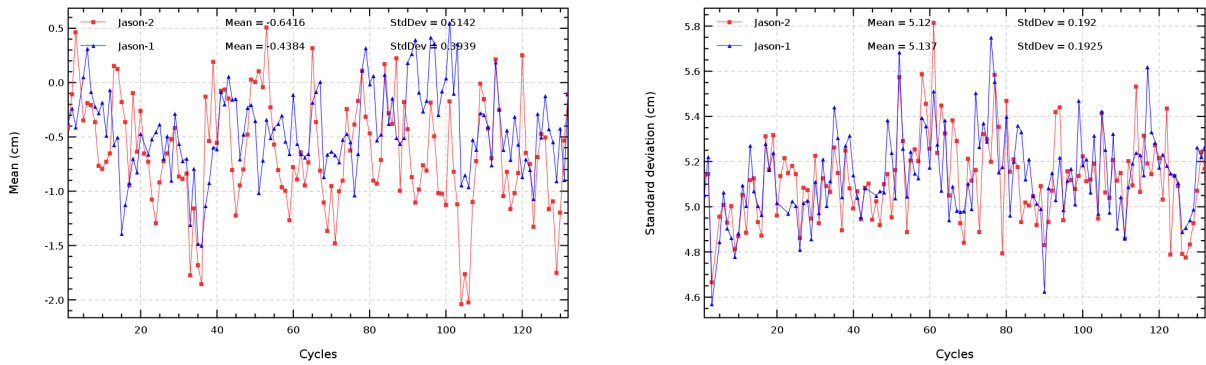 Jason-2 Mean = -0.6416 StdDev = 0.5142
Jason-1 Mean = -0.4384 StdDev = 0.3939
0.5
0.0
-0.5
-1.0
-1.5
-2.0
Mean (cm)
20 40 60 80 100 120
Cycles
Jason-2 Mean = 5.12 StdDev = 0.192
Jason-1 Mean = 5.137 StdDev = 0.1925
5.8
5.6
5.4
5.2
5.0
4.8
4.6
Standard deviation (cm)
20 40 60 80 100 120
Cycles